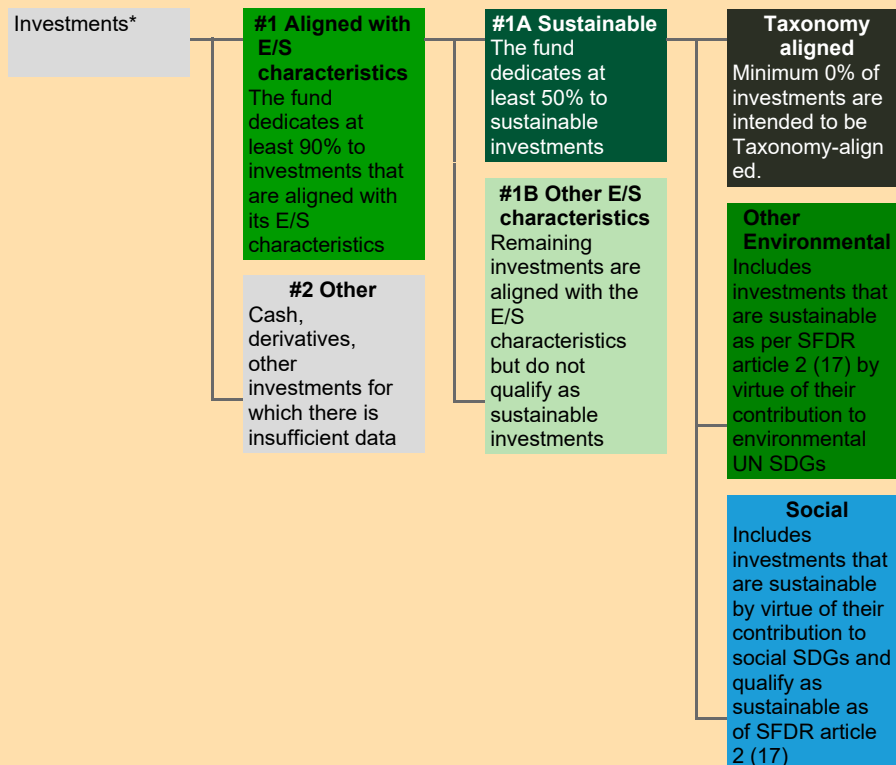 Investments*
#1 Aligned with
E/S
characteristics
The fund
dedicates at
least 90% to
investments that
are aligned with
its E/S
characteristics
#2 Other
Cash,
derivatives,
other
investments for
which there is
insufficient data
#1A Sustainable
The fund
dedicates at
least 50% to
sustainable
investments
#1B Other E/S
characteristics
Remaining
investments are
aligned with the
E/S
characteristics
but do not
qualify as
sustainable
investments
Taxonomy
aligned
Minimum 0% of
investments are
intended to be
Taxonomy-align
ed.
Other
Environmental
Includes
investments that
are sustainable
as per SFDR
article 2 (17) by
virtue of their
contribution to
environmental
UN SDGs
Social
Includes
investments that
are sustainable
by virtue of their
contribution to
social SDGs and
qualify as
sustainable as
of SFDR article
2 (17)